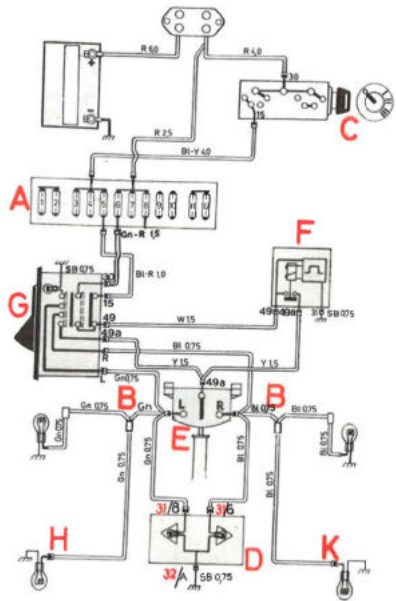 +
−
R 6,0
R 4,0
R 2,5
30
15
C
Bl-Y 4,0
A
Gn-R 1,5
Bl-R 1,0
SB 0,75
30
15
49
49a
R
L
G
F
49
49a
31
SB 0,75
W 1,5
Bl 0,75
Y 1,5
Y 1,5
Gn 0,75
49a
L
R
E
B
B
Gn 0,75
Gn
Bl 0,75
Bl 0,75
Gn 0,75
Gn 0,75
Gn 0,75
Bl 0,75
Bl 0,75
Bl 0,75
31/8
31/6
D
32/A
SB 0,75
H
K